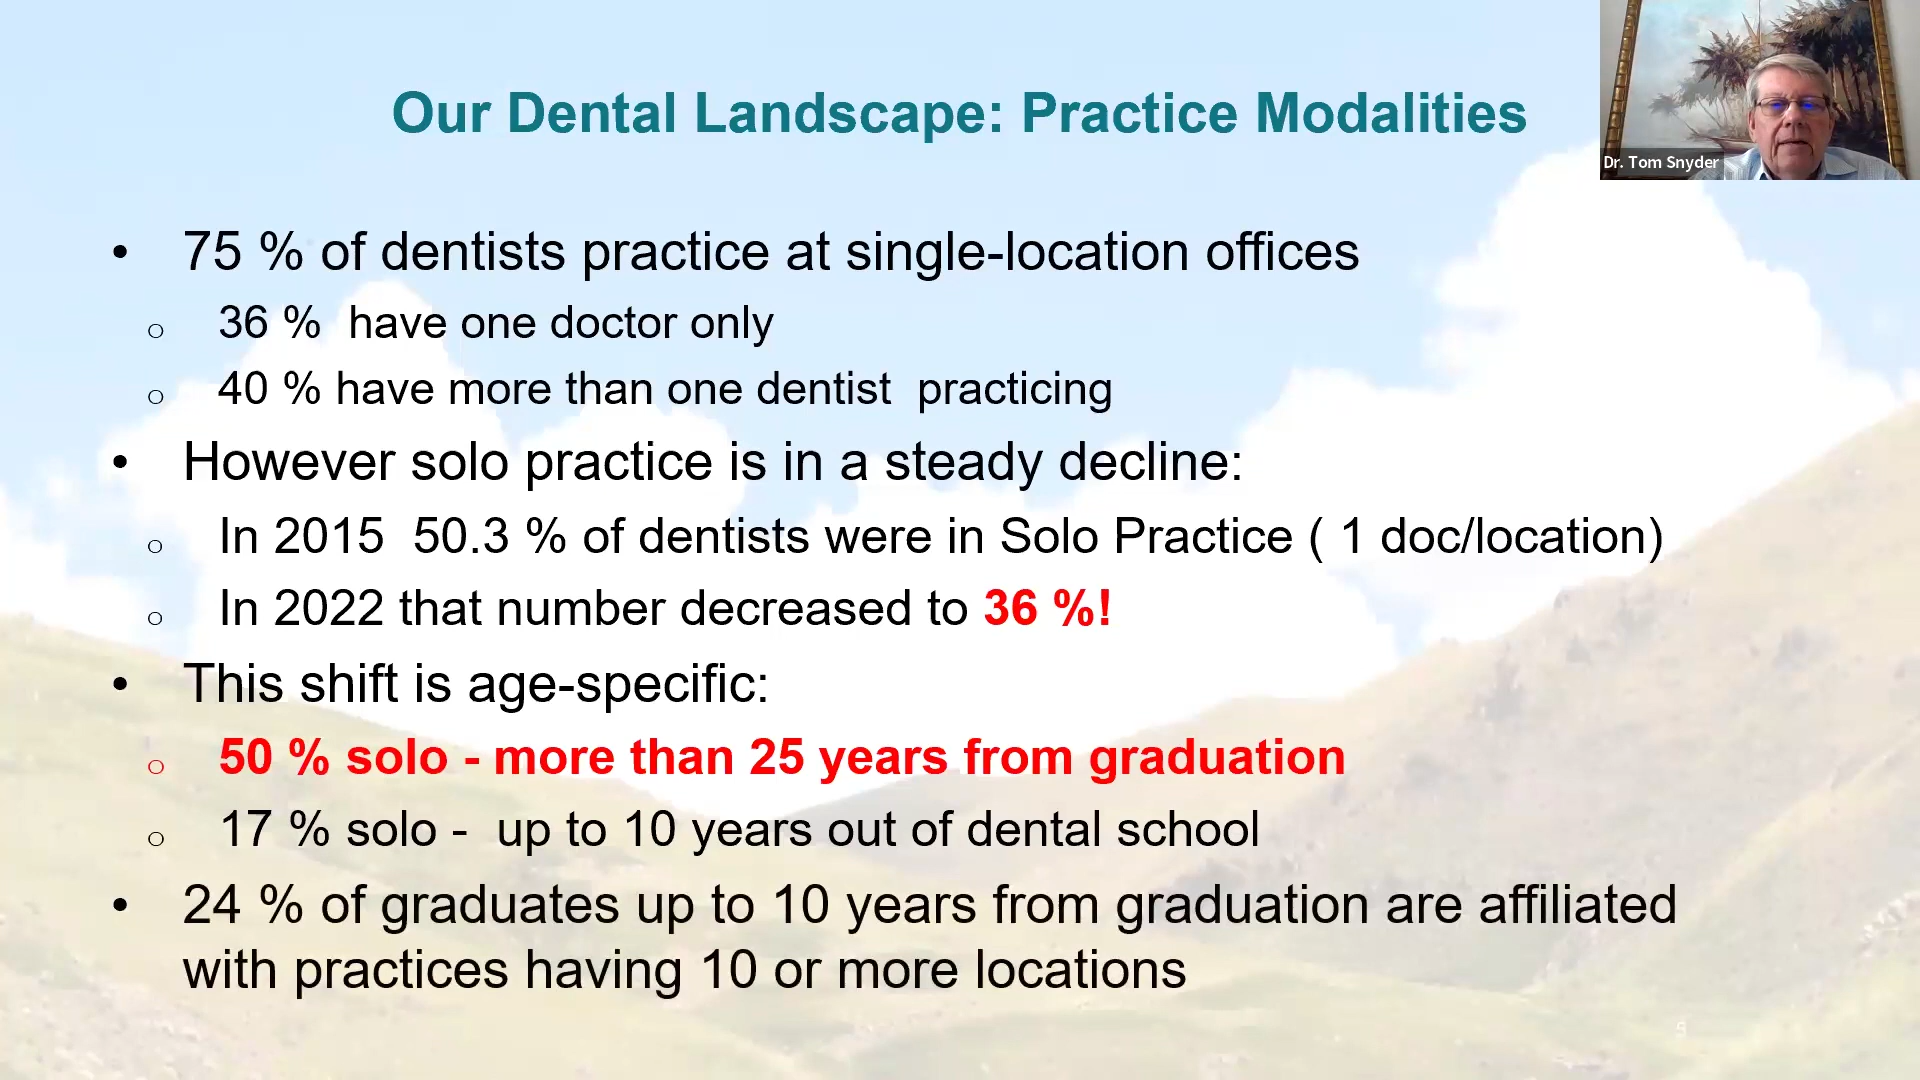 Our Dental Landscape: Practice Modalities
Dr. Tom Snyder
• 75 % of dentists practice at single-location offices
o 36 % have one doctor only
o 40 % have more than one dentist practicing
• However solo practice is in a steady decline:
o In 2015 50.3 % of dentists were in Solo Practice ( 1 doc/location)
o In 2022 that number decreased to 36 %!
• This shift is age-specific:
o 50 % solo - more than 25 years from graduation
o 17 % solo - up to 10 years out of dental school
• 24 % of graduates up to 10 years from graduation are affiliated
with practices having 10 or more locations
5